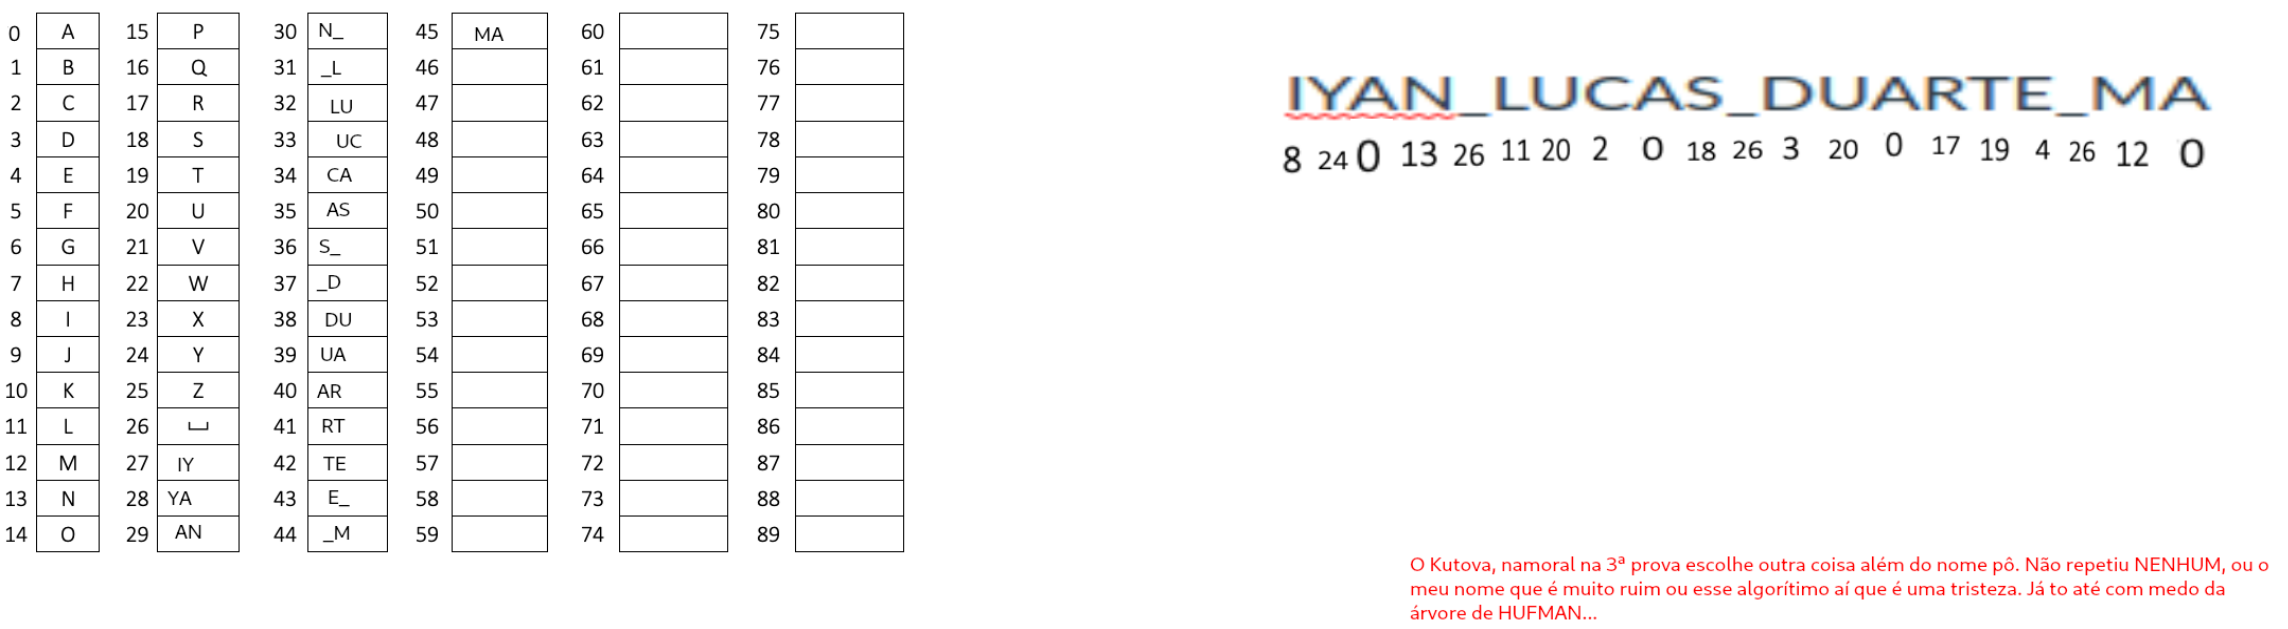 0 A 15 P 30 N_ 45 MA 60 75
1 B 16 Q 31 _L 46 61 76
2 C 17 R 32 LU 47 62 77
3 D 18 S 33 UC 48 63 78
4 E 19 T 34 CA 49 64 79
5 F 20 U 35 AS 50 65 80
6 G 21 V 36 S_ 51 66 81
7 H 22 W 37 _D 52 67 82
8 I 23 X 38 DU 53 68 83
9 J 24 Y 39 UA 54 69 84
10 K 25 Z 40 AR 55 70 85
11 L 26 ⎵ 41 RT 56 71 86
12 M 27 IY 42 TE 57 72 87
13 N 28 YA 43 E_ 58 73 88
14 O 29 AN 44 _M 59 74 89
IYAN_LUCAS_DUARTE_MA
8 24 0 13 26 11 20 2 0 18 26 3 20 0 17 19 4 26 12 0
O Kutova, namoral na 3ª prova escolhe outra coisa além do nome pô. Não repetiu NENHUM, ou o
meu nome que é muito ruim ou esse algorítimo aí que é uma tristeza. Já to até com medo da
árvore de HUFMAN...